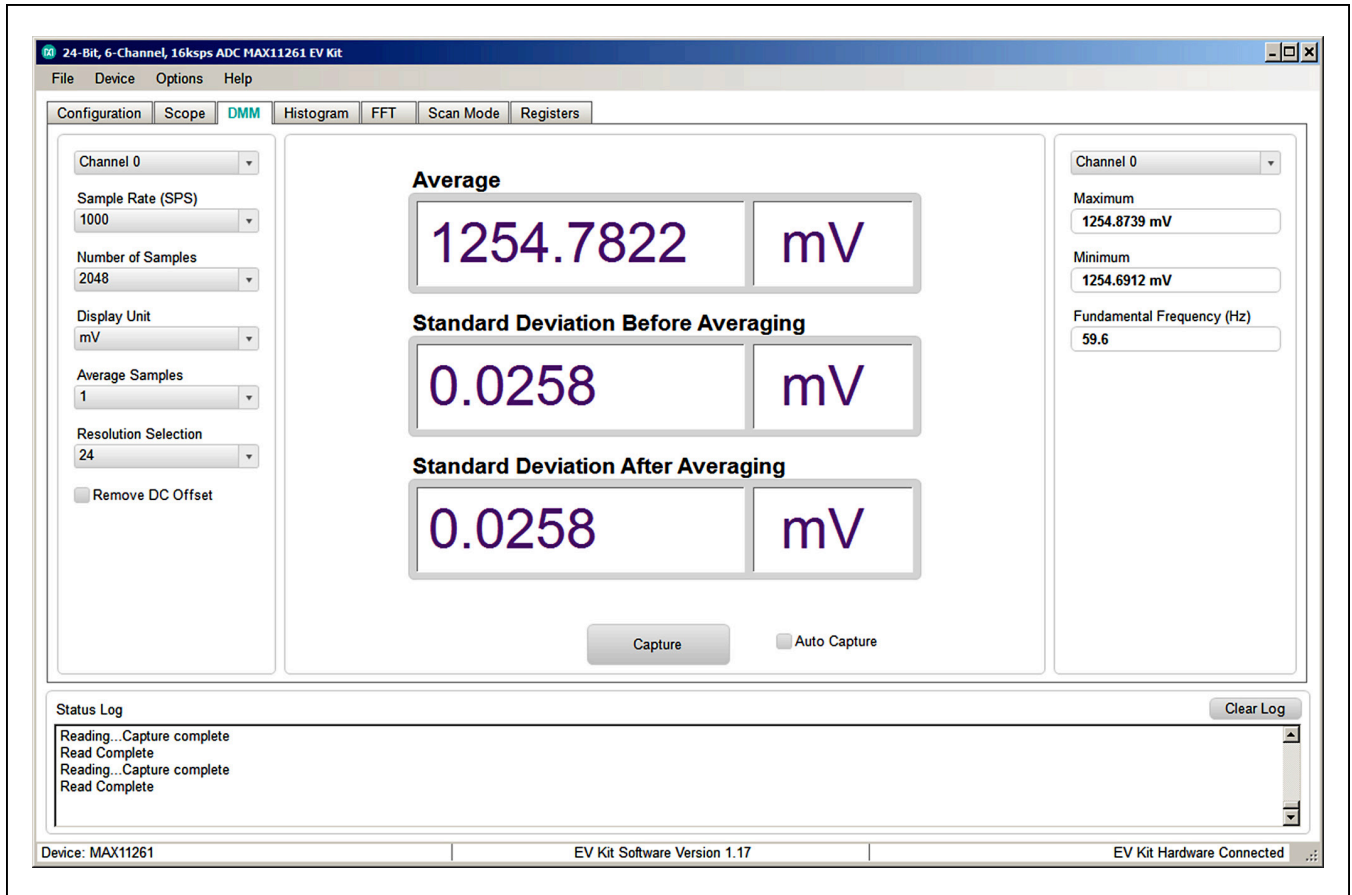 24-Bit, 6-Channel, 16ksps ADC MAX11261 EV Kit
File Device Options Help
Configuration Scope DMM Histogram FFT Scan Mode Registers
Channel 0
Sample Rate (SPS)
1000
Number of Samples
2048
Display Unit
mV
Average Samples
1
Resolution Selection
24
Remove DC Offset
Average
1254.7822 mV
Standard Deviation Before Averaging
0.0258 mV
Standard Deviation After Averaging
0.0258 mV
Capture Auto Capture
Channel 0
Maximum
1254.8739 mV
Minimum
1254.6912 mV
Fundamental Frequency (Hz)
59.6
Status Log Clear Log
Reading...Capture complete
Read Complete
Reading...Capture complete
Read Complete
Device: MAX11261 EV Kit Software Version 1.17 EV Kit Hardware Connected